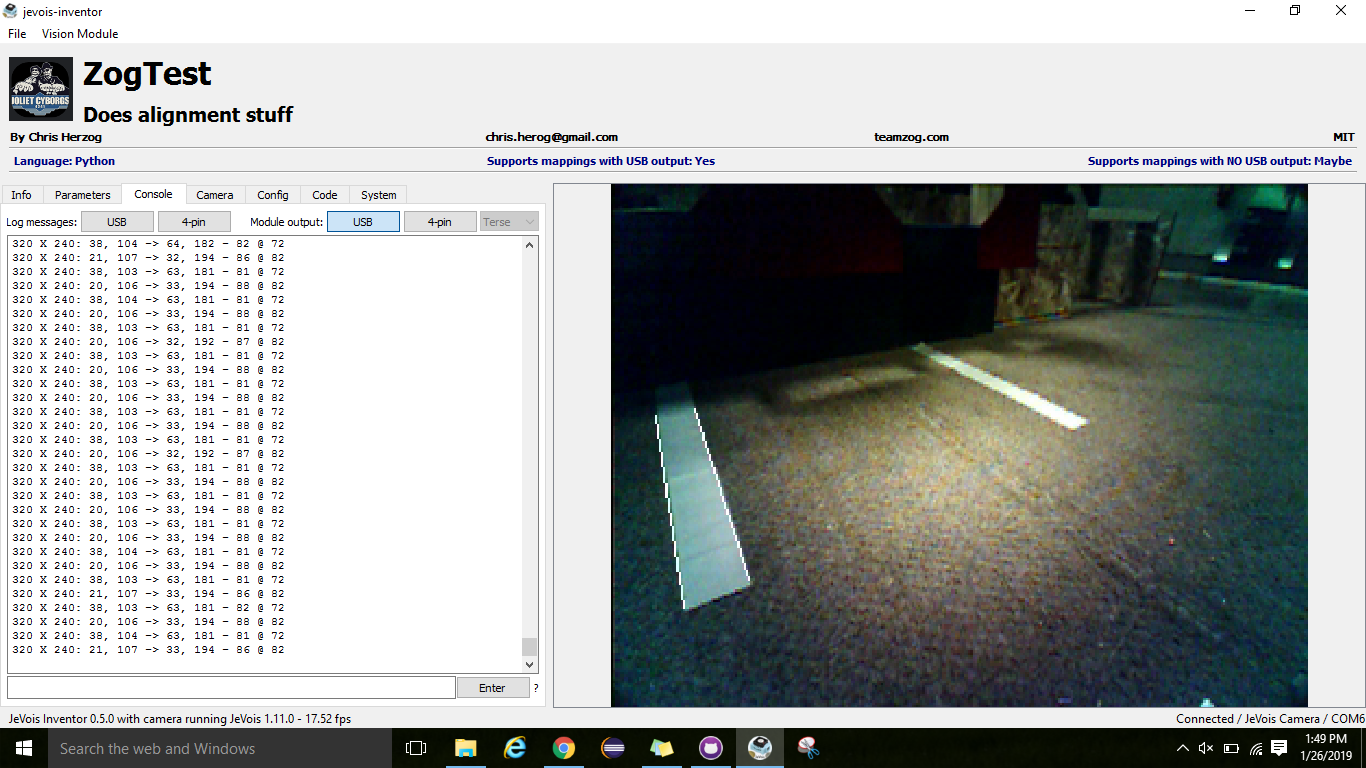 jevois-inventor
File Vision Module
JOLIET CYBORGS
ZogTest
Does alignment stuff
By Chris Herzog chris.herog@gmail.com teamzog.com MIT
Language: Python Supports mappings with USB output: Yes Supports mappings with NO USB output: Maybe
Info Parameters Console Camera Config Code System
Log messages: USB 4-pin Module output: USB 4-pin Terse
320 X 240: 38, 104 -> 64, 182 - 82 @ 72
320 X 240: 21, 107 -> 32, 194 - 86 @ 82
320 X 240: 38, 103 -> 63, 181 - 81 @ 72
320 X 240: 20, 106 -> 33, 194 - 88 @ 82
320 X 240: 38, 104 -> 63, 181 - 81 @ 72
320 X 240: 20, 106 -> 33, 194 - 88 @ 82
320 X 240: 38, 103 -> 63, 181 - 81 @ 72
320 X 240: 20, 106 -> 32, 192 - 87 @ 82
320 X 240: 38, 103 -> 63, 181 - 81 @ 72
320 X 240: 20, 106 -> 33, 194 - 88 @ 82
320 X 240: 38, 103 -> 63, 181 - 81 @ 72
320 X 240: 20, 106 -> 33, 194 - 88 @ 82
320 X 240: 38, 103 -> 63, 181 - 81 @ 72
320 X 240: 20, 106 -> 33, 194 - 88 @ 82
320 X 240: 38, 103 -> 63, 181 - 81 @ 72
320 X 240: 20, 106 -> 32, 192 - 87 @ 82
320 X 240: 38, 103 -> 63, 181 - 81 @ 72
320 X 240: 20, 106 -> 33, 194 - 88 @ 82
320 X 240: 38, 103 -> 63, 181 - 81 @ 72
320 X 240: 20, 106 -> 33, 194 - 88 @ 82
320 X 240: 38, 103 -> 63, 181 - 81 @ 72
320 X 240: 20, 106 -> 33, 194 - 88 @ 82
320 X 240: 38, 104 -> 63, 181 - 81 @ 72
320 X 240: 20, 106 -> 33, 194 - 88 @ 82
320 X 240: 38, 103 -> 63, 181 - 81 @ 72
320 X 240: 21, 107 -> 33, 194 - 86 @ 82
320 X 240: 38, 103 -> 63, 181 - 82 @ 72
320 X 240: 20, 106 -> 33, 194 - 88 @ 82
320 X 240: 38, 104 -> 63, 181 - 81 @ 72
320 X 240: 21, 107 -> 33, 194 - 86 @ 82
Enter ?
JeVois Inventor 0.5.0 with camera running JeVois 1.11.0 - 17.52 fps Connected / JeVois Camera / COM6
Search the web and Windows
1:49 PM
1/26/2019